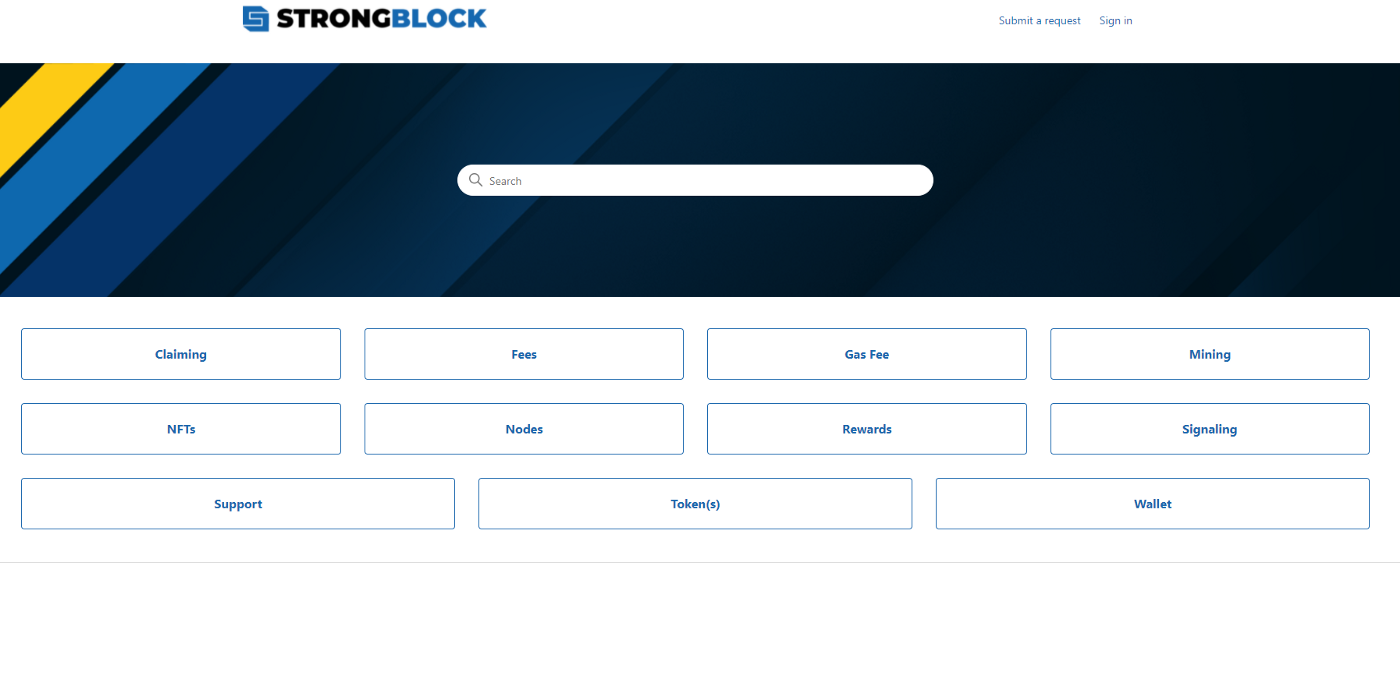 STRONGBLOCK
Submit a request
Sign in
Search
Claiming
Fees
Gas Fee
Mining
NFTs
Nodes
Rewards
Signaling
Support
Token(s)
Wallet